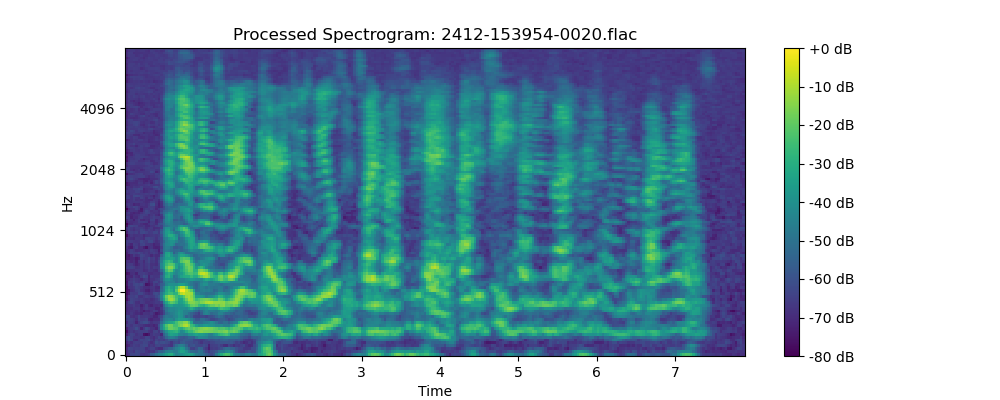 Processed Spectrogram: 2412-153954-0020.flac
Hz
4096
2048
1024
512
0
0 1 2 3 4 5 6 7
Time
+0 dB
-10 dB
-20 dB
-30 dB
-40 dB
-50 dB
-60 dB
-70 dB
-80 dB